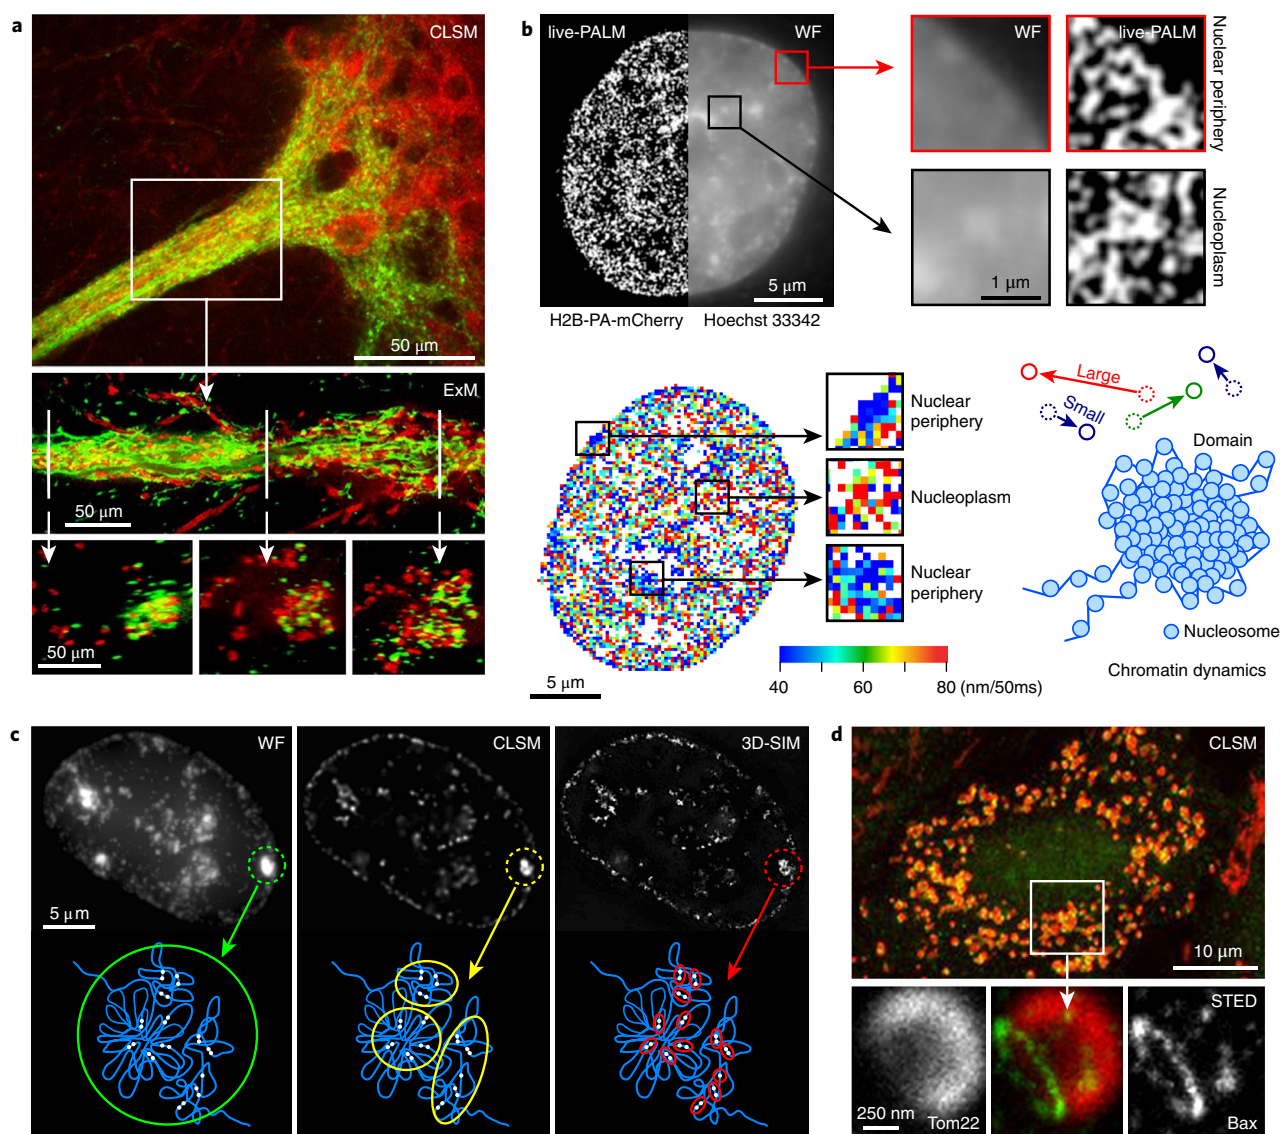 a
CLSM
50 µm
ExM
50 µm
50 µm
b
live-PALM
WF
5 µm
H2B-PA-mCherry
Hoechst 33342
WF
live-PALM
Nuclear periphery
1 µm
Nucleoplasm
Nuclear
periphery
Nucleoplasm
Nuclear
periphery
5 µm
40
60
80 (nm/50ms)
Large
Small
Domain
Nucleosome
Chromatin dynamics
c
WF
5 µm
CLSM
3D-SIM
d
CLSM
10 µm
250 nm
Tom22
STED
Bax